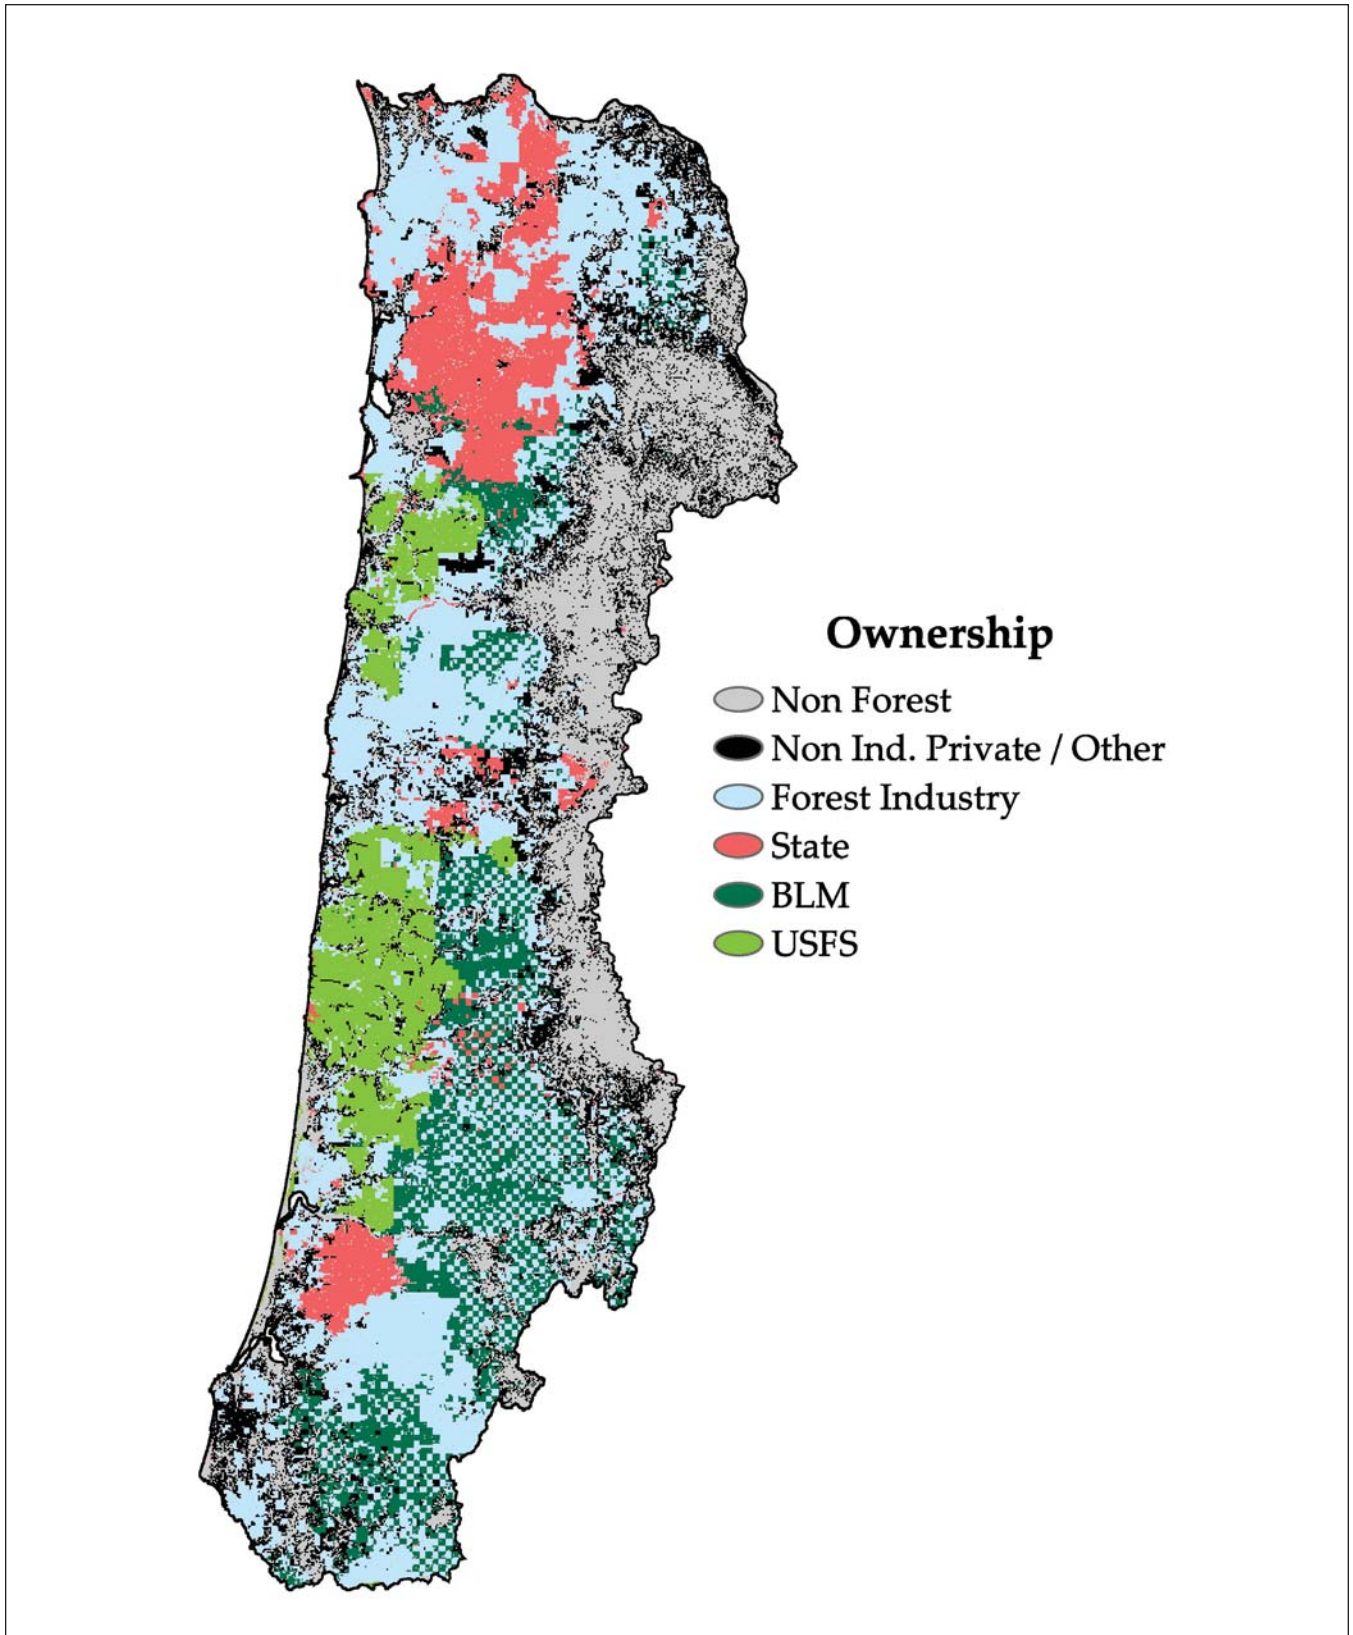 Ownership
Non Forest
Non Ind. Private / Other
Forest Industry
State
BLM
USFS